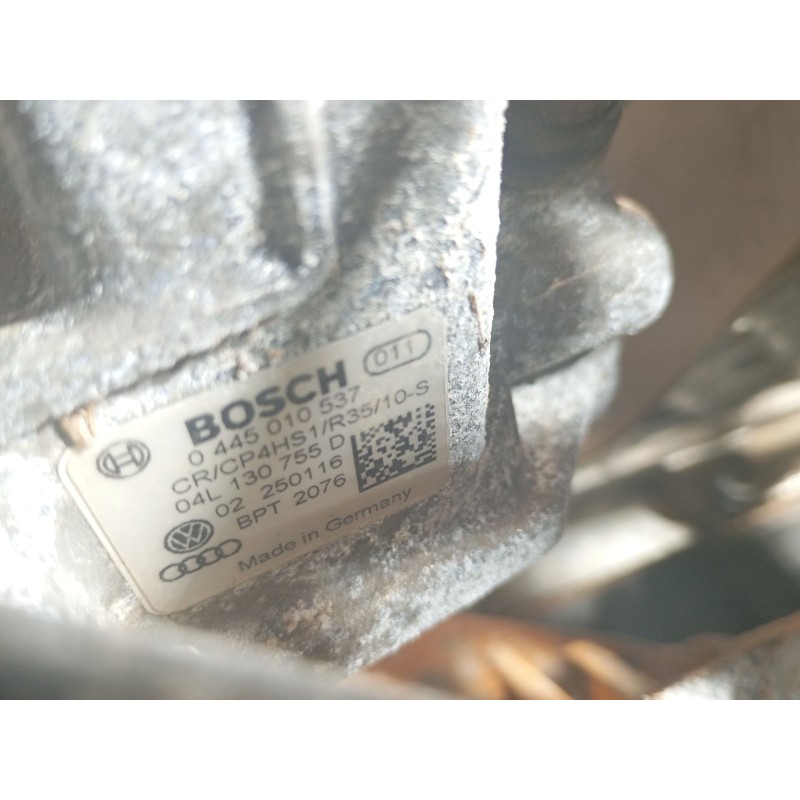 BOSCH 011
0 445 010 537
CR/CP4HS1/R35/10-S
04L 130 755 D
02 250116
BPT 2076
Made in Germany